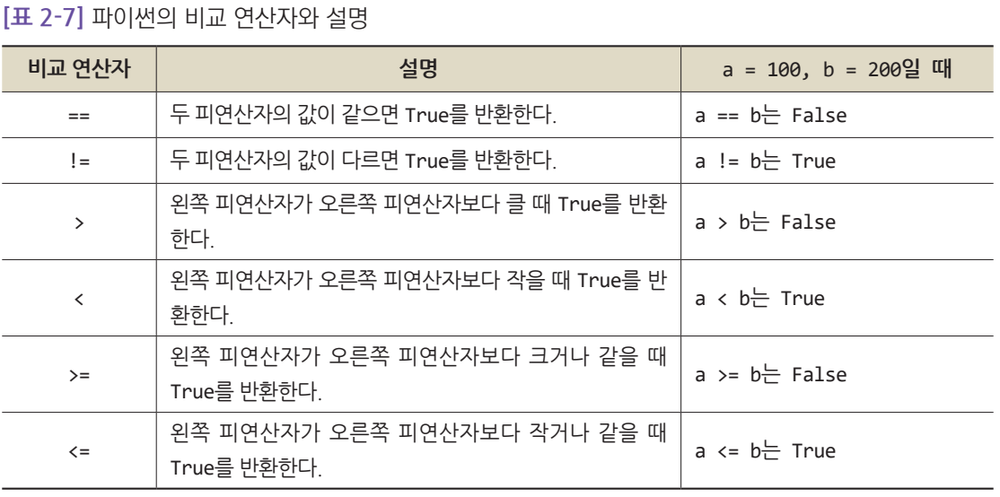 [표 2-7] 파이썬의 비교 연산자와 설명
비교 연산자 설명 a = 100, b = 200일 때
== 두 피연산자의 값이 같으면 True를 반환한다. a == b는 False
!= 두 피연산자의 값이 다르면 True를 반환한다. a != b는 True
> 왼쪽 피연산자가 오른쪽 피연산자보다 클 때 True를 반환
한다. a > b는 False
< 왼쪽 피연산자가 오른쪽 피연산자보다 작을 때 True를 반
환한다. a < b는 True
>= 왼쪽 피연산자가 오른쪽 피연산자보다 크거나 같을 때
True를 반환한다. a >= b는 False
<= 왼쪽 피연산자가 오른쪽 피연산자보다 작거나 같을 때
True를 반환한다. a <= b는 True